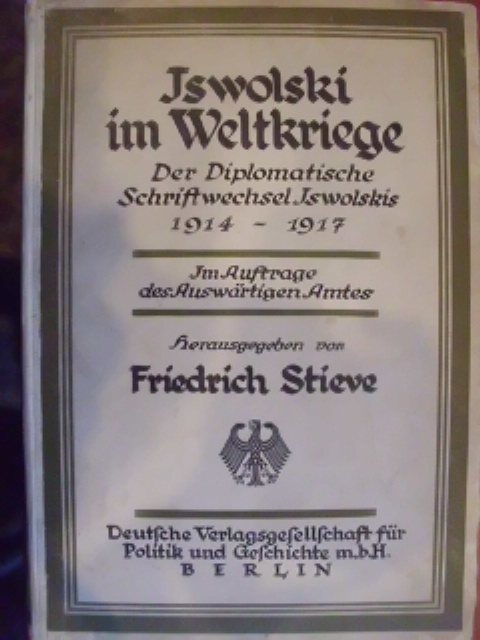 Iswolski
im Weltkriege
Der Diplomatische
Schriftwechsel Iswolskis
1914 - 1917
Im Auftrage
des Auswärtigen Amtes
Herausgegeben von
Friedrich Stieve
Deutſche Verlagsgeſellſchaft für
Politik und Geſchichte m.b.H.
BERLIN